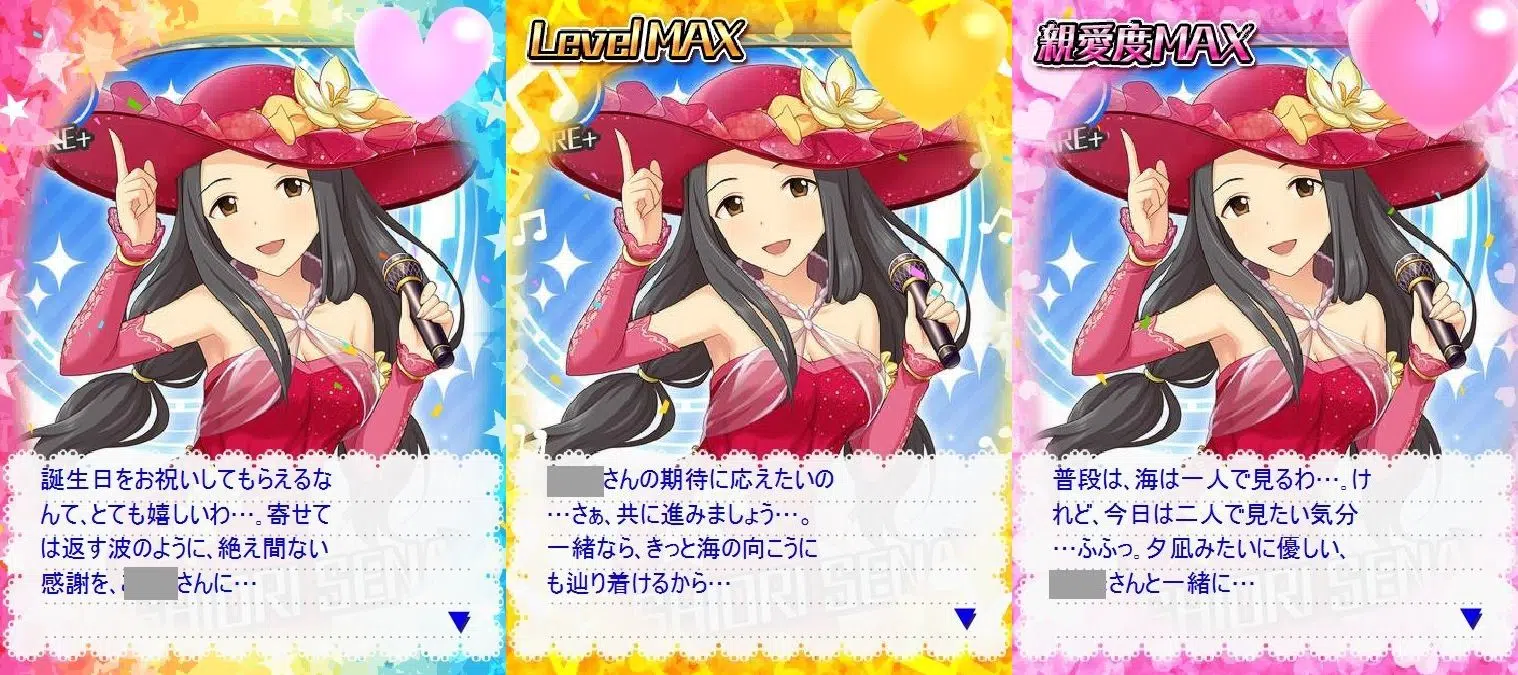 RE+
誕生日をお祝いしてもらえるな
んて、とても嬉しいわ…。寄せて
は返す波のように、絶え間ない
感謝を、さんに…
▼
Level MAX
RE+
さんの期待に応えたいの
…さぁ、共に進みましょう…。
一緒なら、きっと海の向こうに
も辿り着けるから…
▼
親愛度MAX
RE+
普段は、海は一人で見るわ…。け
れど、今日は二人で見たい気分
…ふふっ。夕凪みたいに優しい、
さんと一緒に…
▼